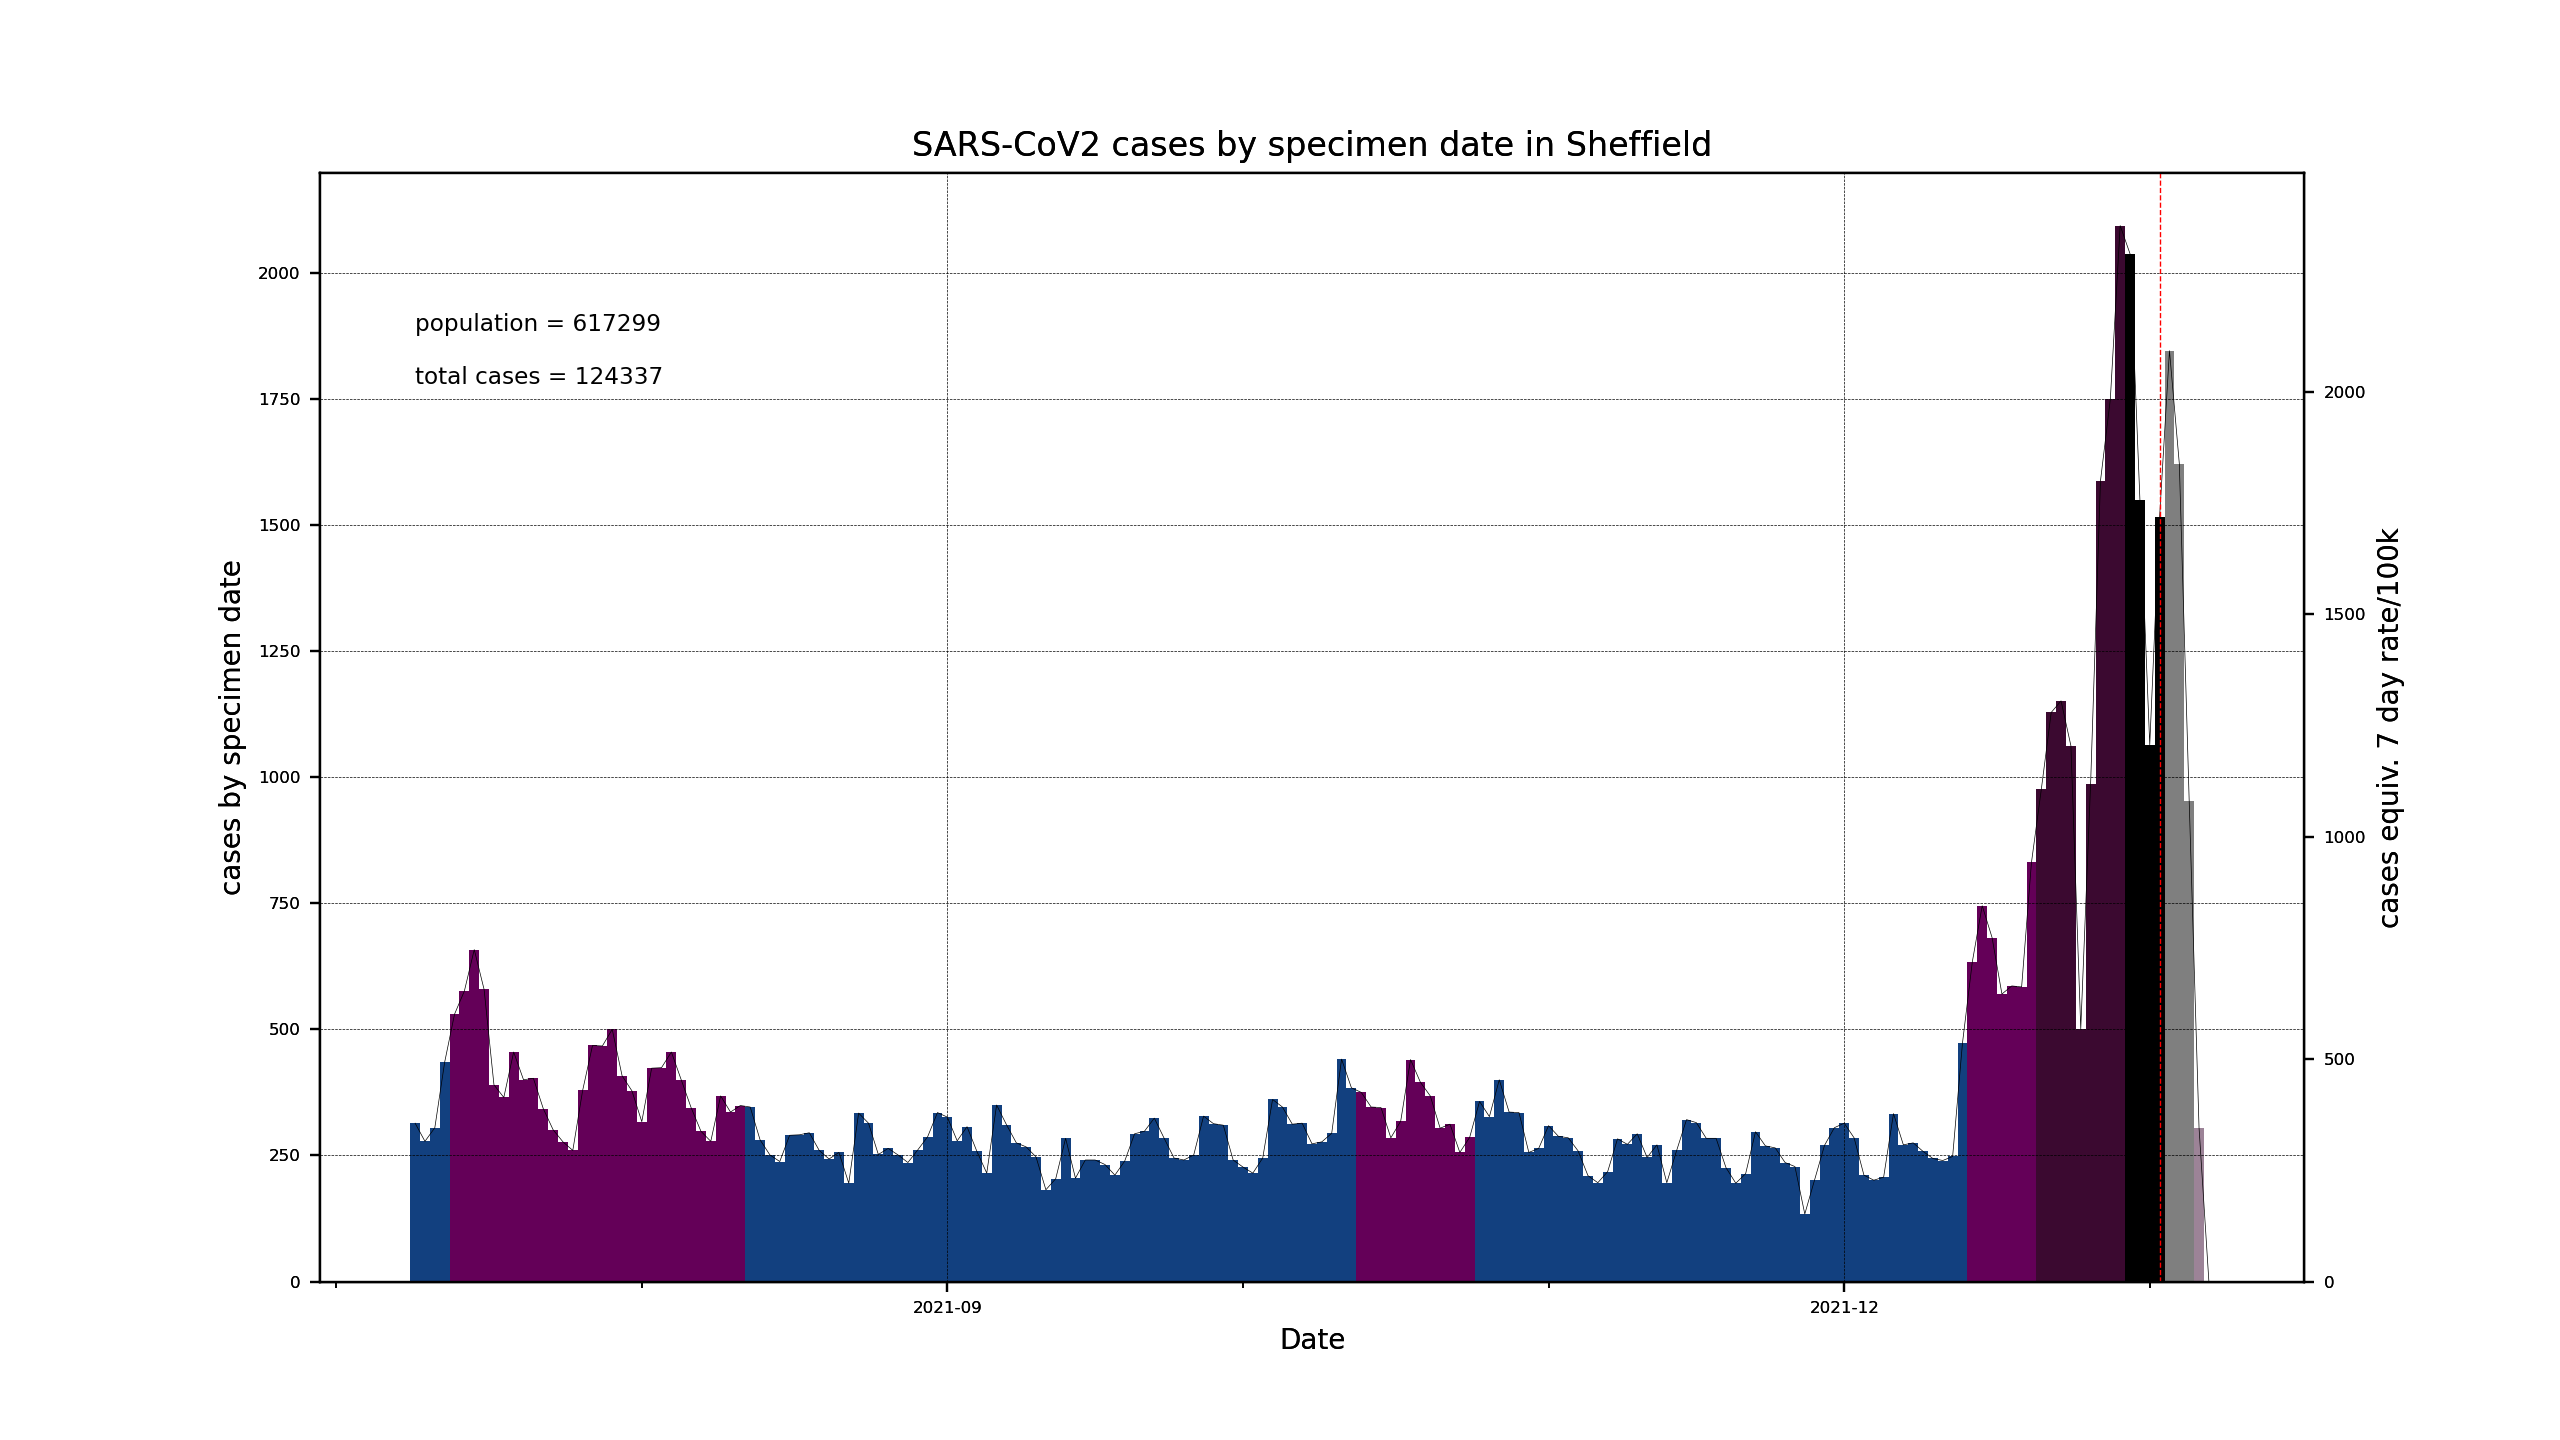 SARS-CoV2 cases by specimen date in Sheffield
population = 617299
total cases = 124337
cases by specimen date
2000
1750
1500
1250
1000
750
500
250
0
2000
1500
1000
500
0
cases equiv. 7 day rate/100k
2021-09
2021-12
Date